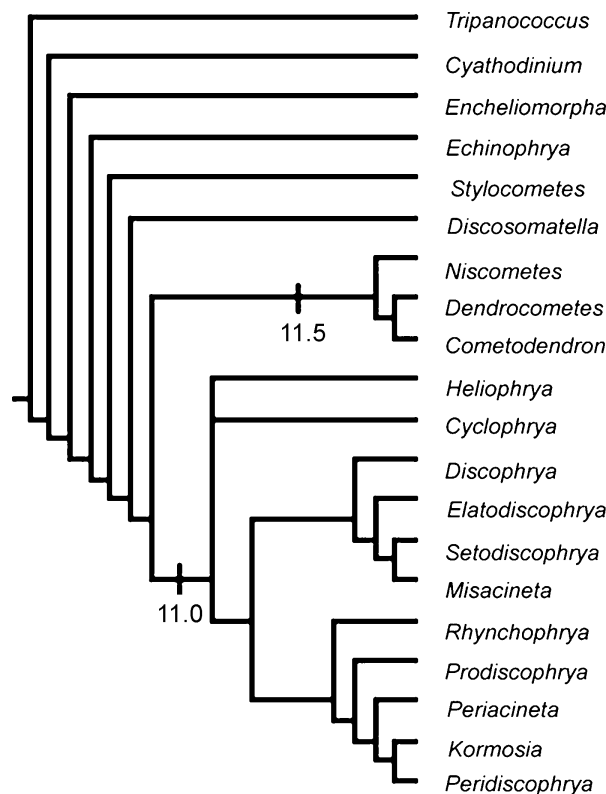 Tripanococcus
Cyathodinium
Encheliomorpha
Echinophrya
Stylocometes
Discosomatella
Niscometes
11.5
Dendrocometes
Cometodendron
Heliophrya
Cyclophrya
Discophrya
Elatodiscophrya
Setodiscophrya
Misacineta
11.0
Rhynchophrya
Prodiscophrya
Periacineta
Kormosia
Peridiscophrya